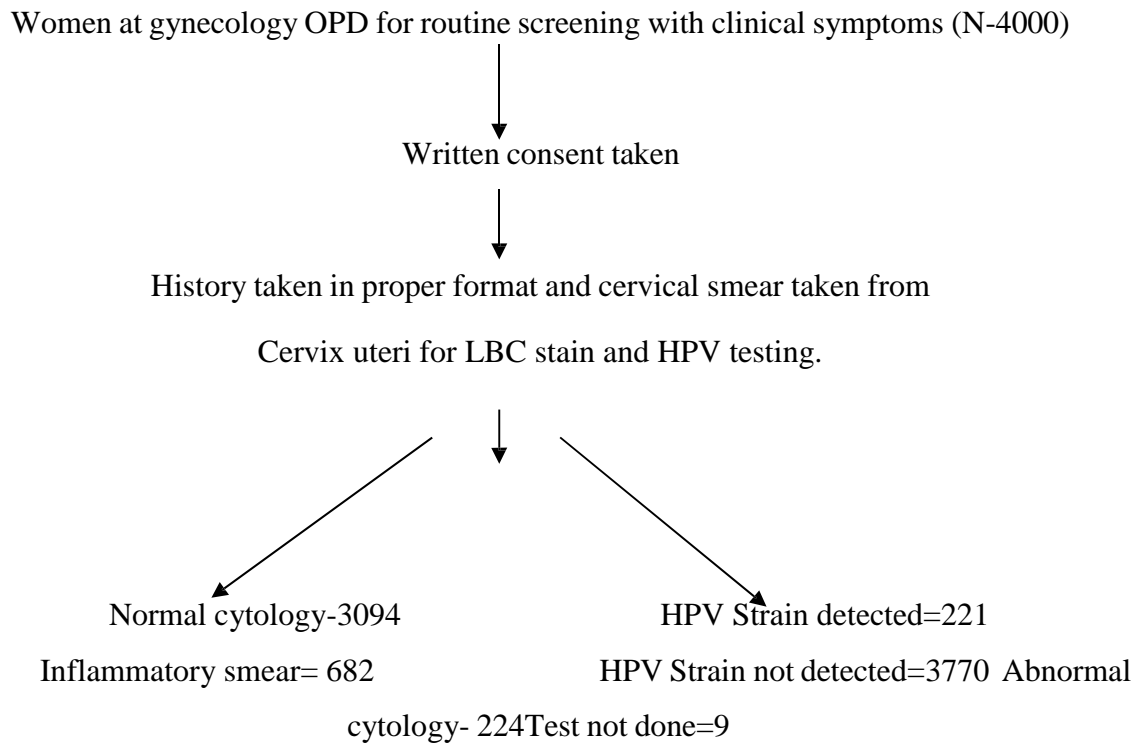 Women at gynecology OPD for routine screening with clinical symptoms (N-4000)
Written consent taken
History taken in proper format and cervical smear taken from
Cervix uteri for LBC stain and HPV testing.
Normal cytology-3094 HPV Strain detected=221
Inflammatory smear= 682 HPV Strain not detected=3770 Abnormal
cytology- 224Test not done=9